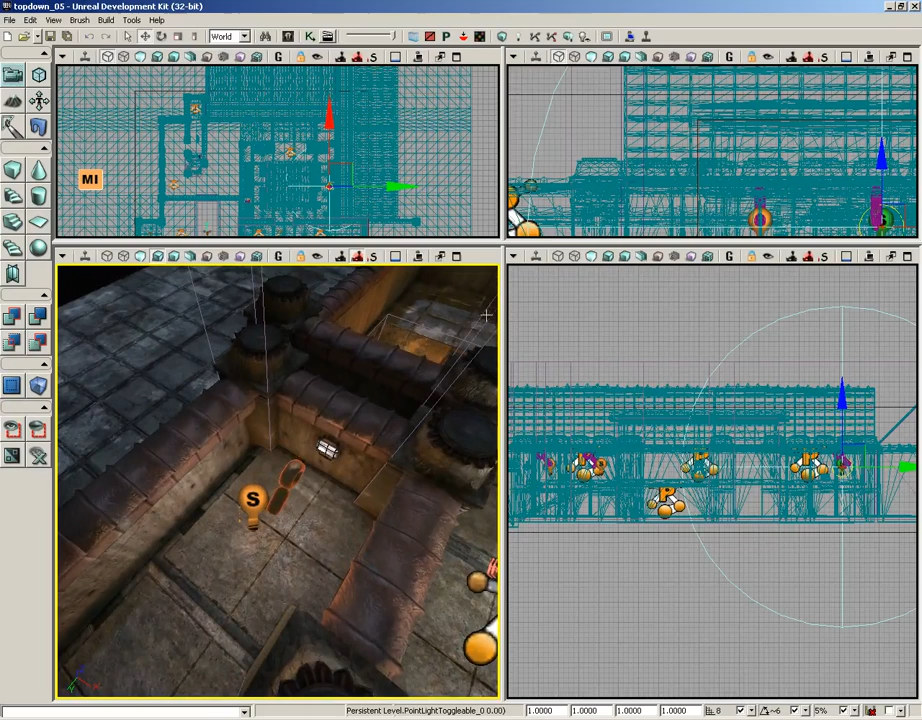 topdown_05 - Unreal Development Kit (32-bit)
File Edit View Brush Build Tools Help
World
K
P
G
S
G
S
MI
S
G
S
G
S
S
P
P
P
P
Persistent Level.PointLightToggleable_0 0.00)
1.0000
1.0000
1.0000
1.0000
8
~6
5%